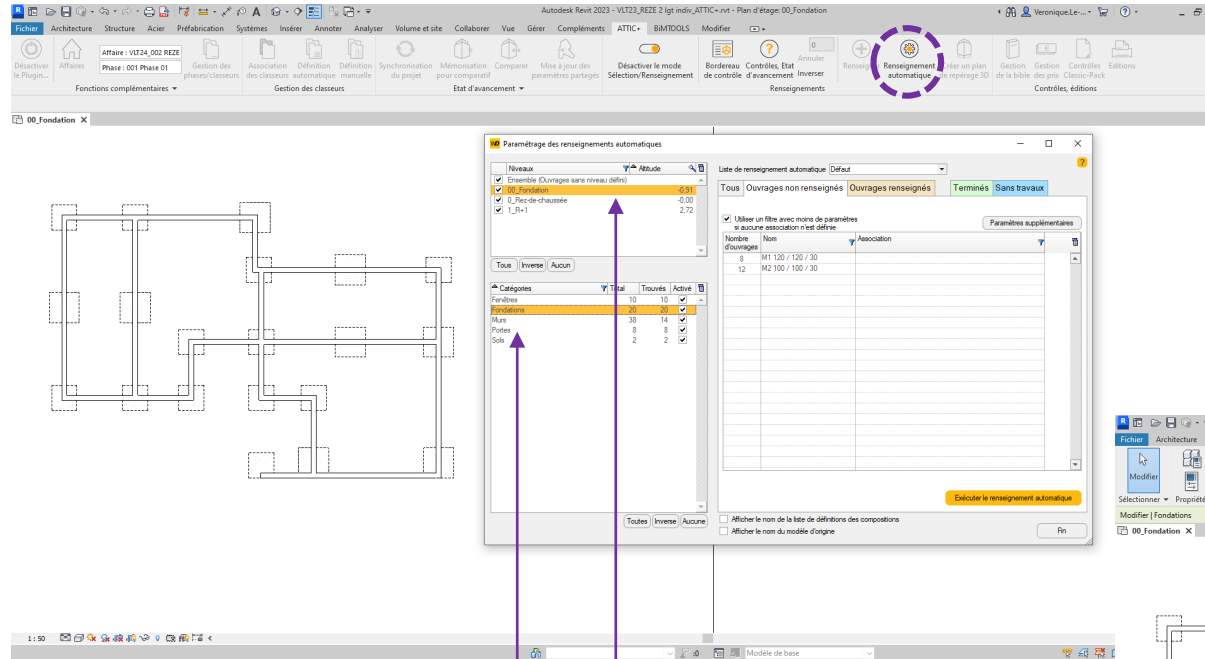 Autodesk Revit 2023 - VLT23_REZE 2 lgt indiv_ATTIC+.rvt - Plan d'étage: 00_Fondation
Veronique.Le-...
Fichier Architecture Structure Acier Préfabrication Systèmes Insérer Annoter Analyser Volume et site Collaborer Vue Gérer Compléments ATTIC+ BiMTOOLS Modifier
Désactiver le Plugin...
Affaires
Affaire : VLT24_002 REZE
Phase : 001 Phase 01
Gestion des phases/classeurs
Association des classeurs
Définition automatique
Définition manuelle
Synchronisation du projet
Mémorisation pour comparatif
Comparer
Mise à jour des paramètres partagés
Désactiver le mode Sélection/Renseignement
Bordereau de contrôle
Contrôles, Etat d'avancement
0
Annuler
Inverser
Renseignement automatique
Créer un plan de repérage 3D
Gestion de la bible
Gestion des prix
Contrôles Classic-Pack
Editions
Fonctions complémentaires
Gestion des classeurs
Etat d'avancement
Renseignements
Contrôles, éditions
00_Fondation
Paramétrage des renseignements automatiques
Niveaux Altitude
Ensemble (Ouvrages sans niveau défini)
00_Fondation -0.91
0_Rez-de-chaussée -0.00
1_R+1 2,72
Tous Inverse Aucun
Catégories Total Trouvés Activé
Fenêtres 10 10
Fondations 20 20
Murs 38 14
Portes 8 8
Sols 2 2
Toutes Inverse Aucune
Liste de renseignement automatique Défaut
Tous Ouvrages non renseignés Ouvrages renseignés Terminés Sans travaux
Utiliser un filtre avec moins de paramètres
si aucune association n'est définie
Paramètres supplémentaires
Nombre d'ouvrages Nom Association
8 M1 120 / 120 / 30
12 M2 100 / 100 / 30
Exécuter le renseignement automatique
Afficher le nom de la liste de définitions des compositions
Afficher le nom du modèle d'origine
Fin
Fichier Architecture
Modifier
Sélectionner Propriété
Modifier | Fondations
00_Fondation
1 : 50
:0
Modèle de base